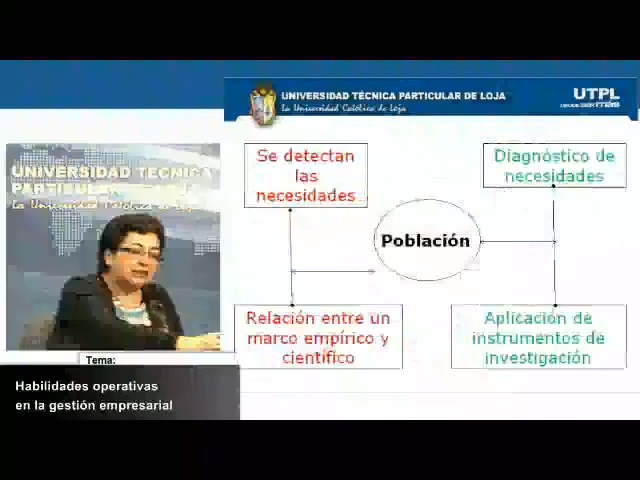 UNIVERSIDAD TÉCNICA PARTICULAR DE LOJA
La Universidad Católica de Loja
UTPL
Se detectan
las
necesidades
Diagnóstico de
necesidades
Población
Relación entre un
marco empírico y
científico
Aplicación de
instrumentos de
investigación
UNIVERSIDAD TÉCNICA
La Universidad
Tema:
Habilidades operativas
en la gestión empresarial